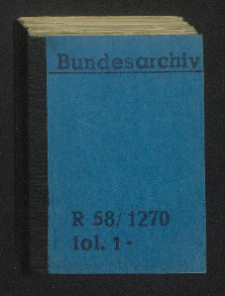 Bundesarchiv
R 58/1270
fol. 1-